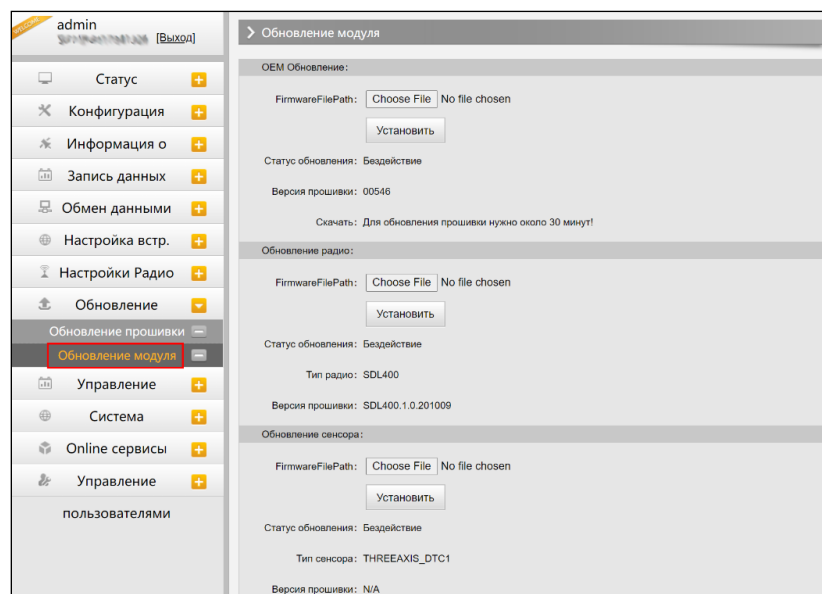 WELCOME
admin
[Выход]
Статус
Конфигурация
Информация о
Запись данных
Обмен данными
Настройка встр.
Настройки Радио
Обновление
Обновление прошивки
Обновление модуля
Управление
Система
Online сервисы
Управление
пользователями
Обновление модуля
OEM Обновление:
FirmwareFilePath: Choose File No file chosen
Установить
Статус обновления: Бездействие
Версия прошивки: 00546
Скачать: Для обновления прошивки нужно около 30 минут!
Обновление радио:
FirmwareFilePath: Choose File No file chosen
Установить
Статус обновления: Бездействие
Тип радио: SDL400
Версия прошивки: SDL400.1.0.201009
Обновление сенсора:
FirmwareFilePath: Choose File No file chosen
Установить
Статус обновления: Бездействие
Тип сенсора: THREEAXIS_DTC1
Версия прошивки: N/A